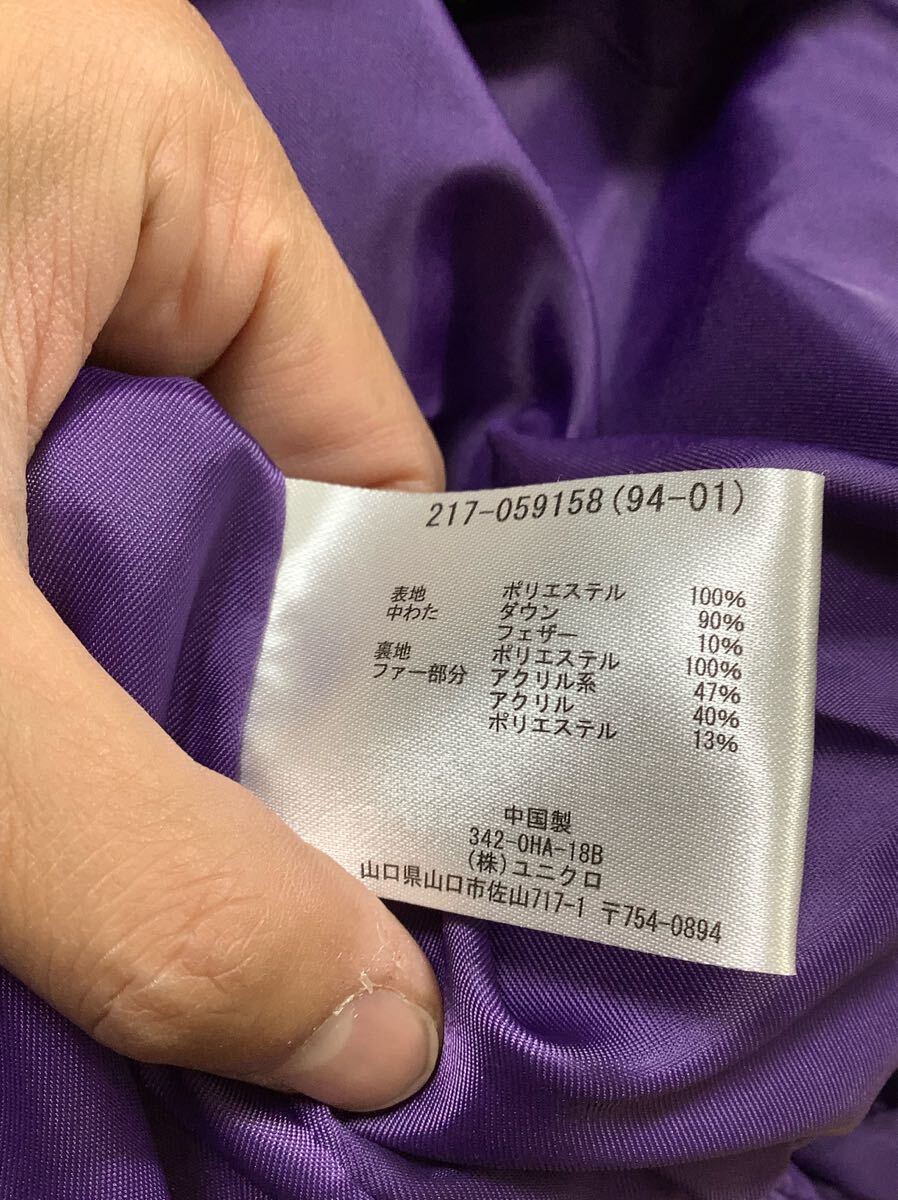 217-059158(94-01)
表地 ポリエステル 100%
中わた ダウン 90%
フェザー 10%
裏地 ポリエステル 100%
ファー部分 アクリル系 47%
アクリル 40%
ポリエステル 13%
中国製
342-0HA-18B
(株)ユニクロ
山口県山口市佐山717-1 〒754-0894